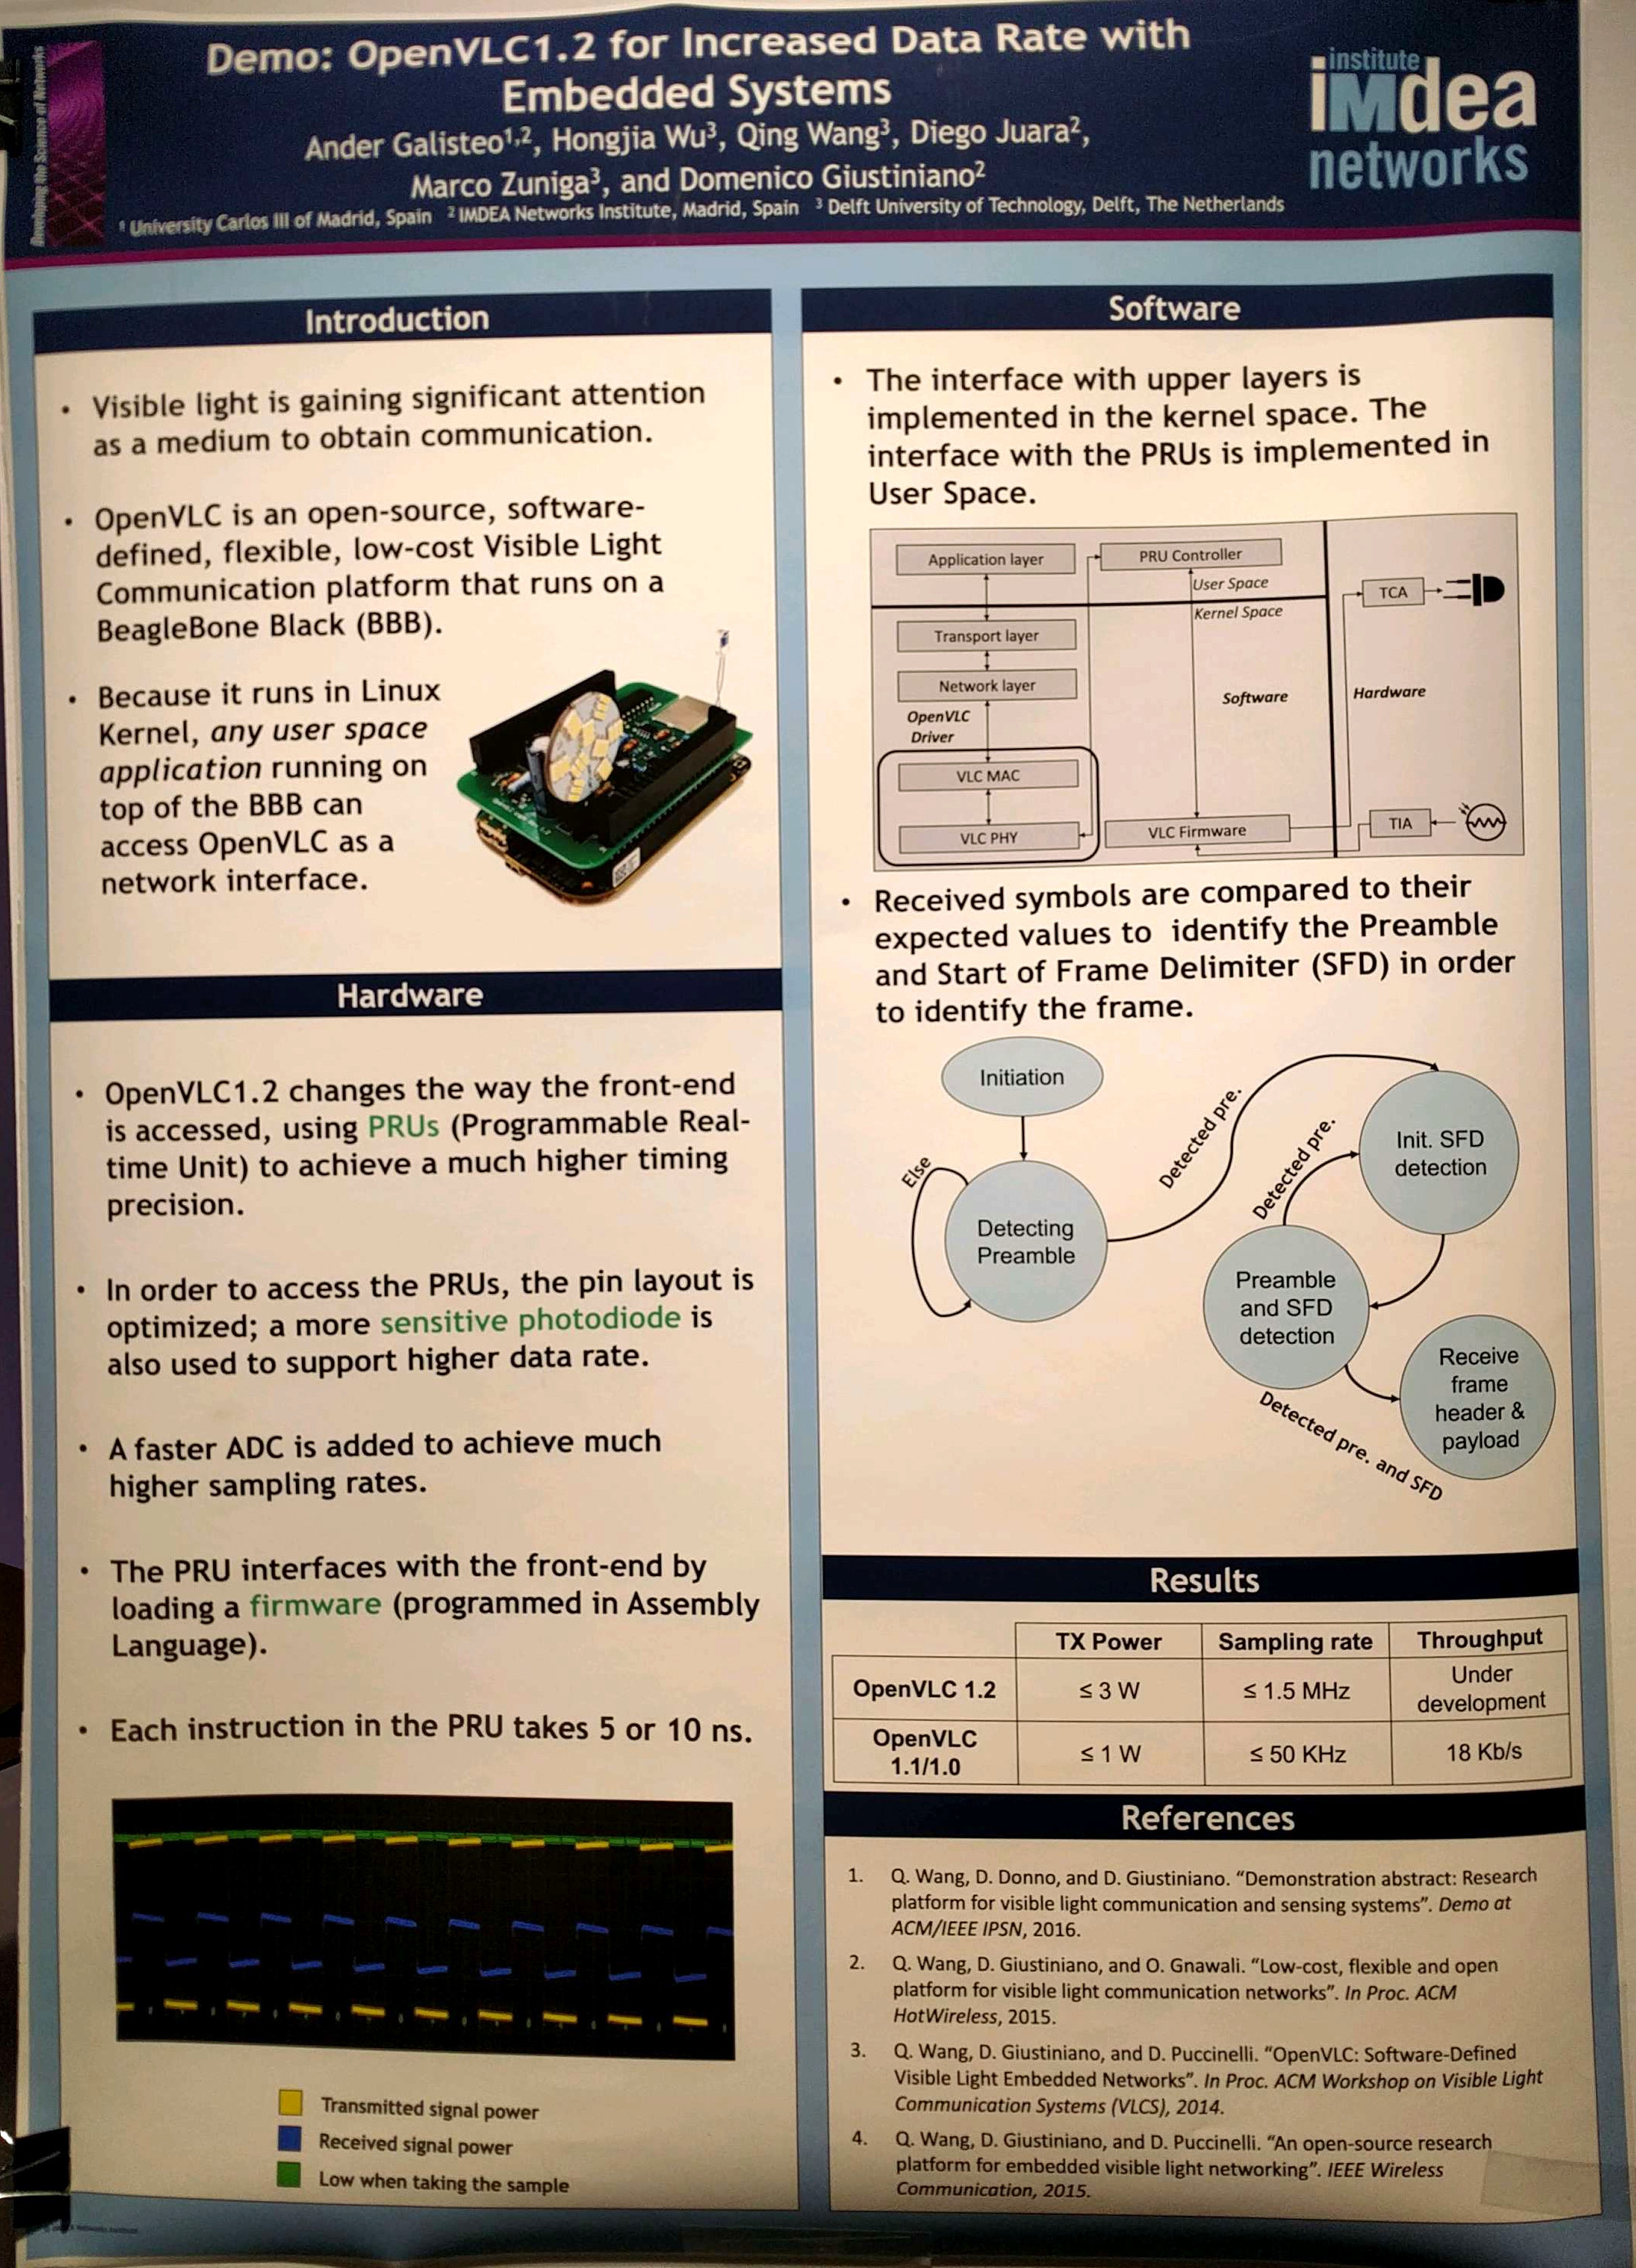 Demo: OpenVLC1.2 for Increased Data Rate with
Embedded Systems
Ander Galisteo1,2, Hongjia Wu3, Qing Wang3, Diego Juara2,
Marco Zuniga3, and Domenico Giustiniano2
1 University Carlos III of Madrid, Spain 2 IMDEA Networks Institute, Madrid, Spain 3 Delft University of Technology, Delft, The Netherlands
institute
iMdea
networks
the Science of Networks
Introduction
• Visible light is gaining significant attention
as a medium to obtain communication.
• OpenVLC is an open-source, software-
defined, flexible, low-cost Visible Light
Communication platform that runs on a
BeagleBone Black (BBB).
• Because it runs in Linux
Kernel, any user space
application running on
top of the BBB can
access OpenVLC as a
network interface.
Hardware
• OpenVLC1.2 changes the way the front-end
is accessed, using PRUs (Programmable Real-
time Unit) to achieve a much higher timing
precision.
• In order to access the PRUs, the pin layout is
optimized; a more sensitive photodiode is
also used to support higher data rate.
• A faster ADC is added to achieve much
higher sampling rates.
• The PRU interfaces with the front-end by
loading a firmware (programmed in Assembly
Language).
• Each instruction in the PRU takes 5 or 10 ns.
Transmitted signal power
Received signal power
Low when taking the sample
Software
• The interface with upper layers is
implemented in the kernel space. The
interface with the PRUs is implemented in
User Space.
Application layer
PRU Controller
User Space
Kernel Space
TCA
Transport layer
Network layer
Software
Hardware
OpenVLC
Driver
VLC MAC
VLC PHY
VLC Firmware
TIA
• Received symbols are compared to their
expected values to identify the Preamble
and Start of Frame Delimiter (SFD) in order
to identify the frame.
Initiation
Else
Detecting
Preamble
Detected pre.
Detected pre.
Init. SFD
detection
Preamble
and SFD
detection
Detected pre. and SFD
Receive
frame
header &
payload
Results
TX Power Sampling rate Throughput
OpenVLC 1.2 ≤ 3 W ≤ 1.5 MHz Under
development
OpenVLC
1.1/1.0 ≤ 1 W ≤ 50 KHz 18 Kb/s
References
1. Q. Wang, D. Donno, and D. Giustiniano. “Demonstration abstract: Research
platform for visible light communication and sensing systems”. Demo at
ACM/IEEE IPSN, 2016.
2. Q. Wang, D. Giustiniano, and O. Gnawali. “Low-cost, flexible and open
platform for visible light communication networks”. In Proc. ACM
HotWireless, 2015.
3. Q. Wang, D. Giustiniano, and D. Puccinelli. “OpenVLC: Software-Defined
Visible Light Embedded Networks”. In Proc. ACM Workshop on Visible Light
Communication Systems (VLCS), 2014.
4. Q. Wang, D. Giustiniano, and D. Puccinelli. “An open-source research
platform for embedded visible light networking”. IEEE Wireless
Communication, 2015.